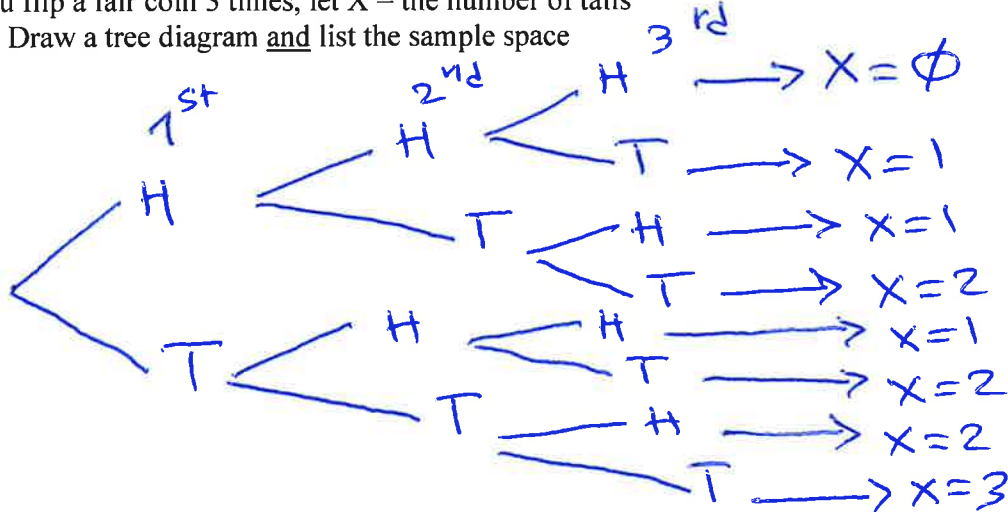 u flip a fair coin 3 times, let X = the number of tails
Draw a tree diagram and list the sample space
1st 2nd 3rd
H → X=ϕ
H
T → X=1
H
H → X=1
T
T → X=2
H → X=1
H
T → X=2
T
H → X=2
T
T → X=3